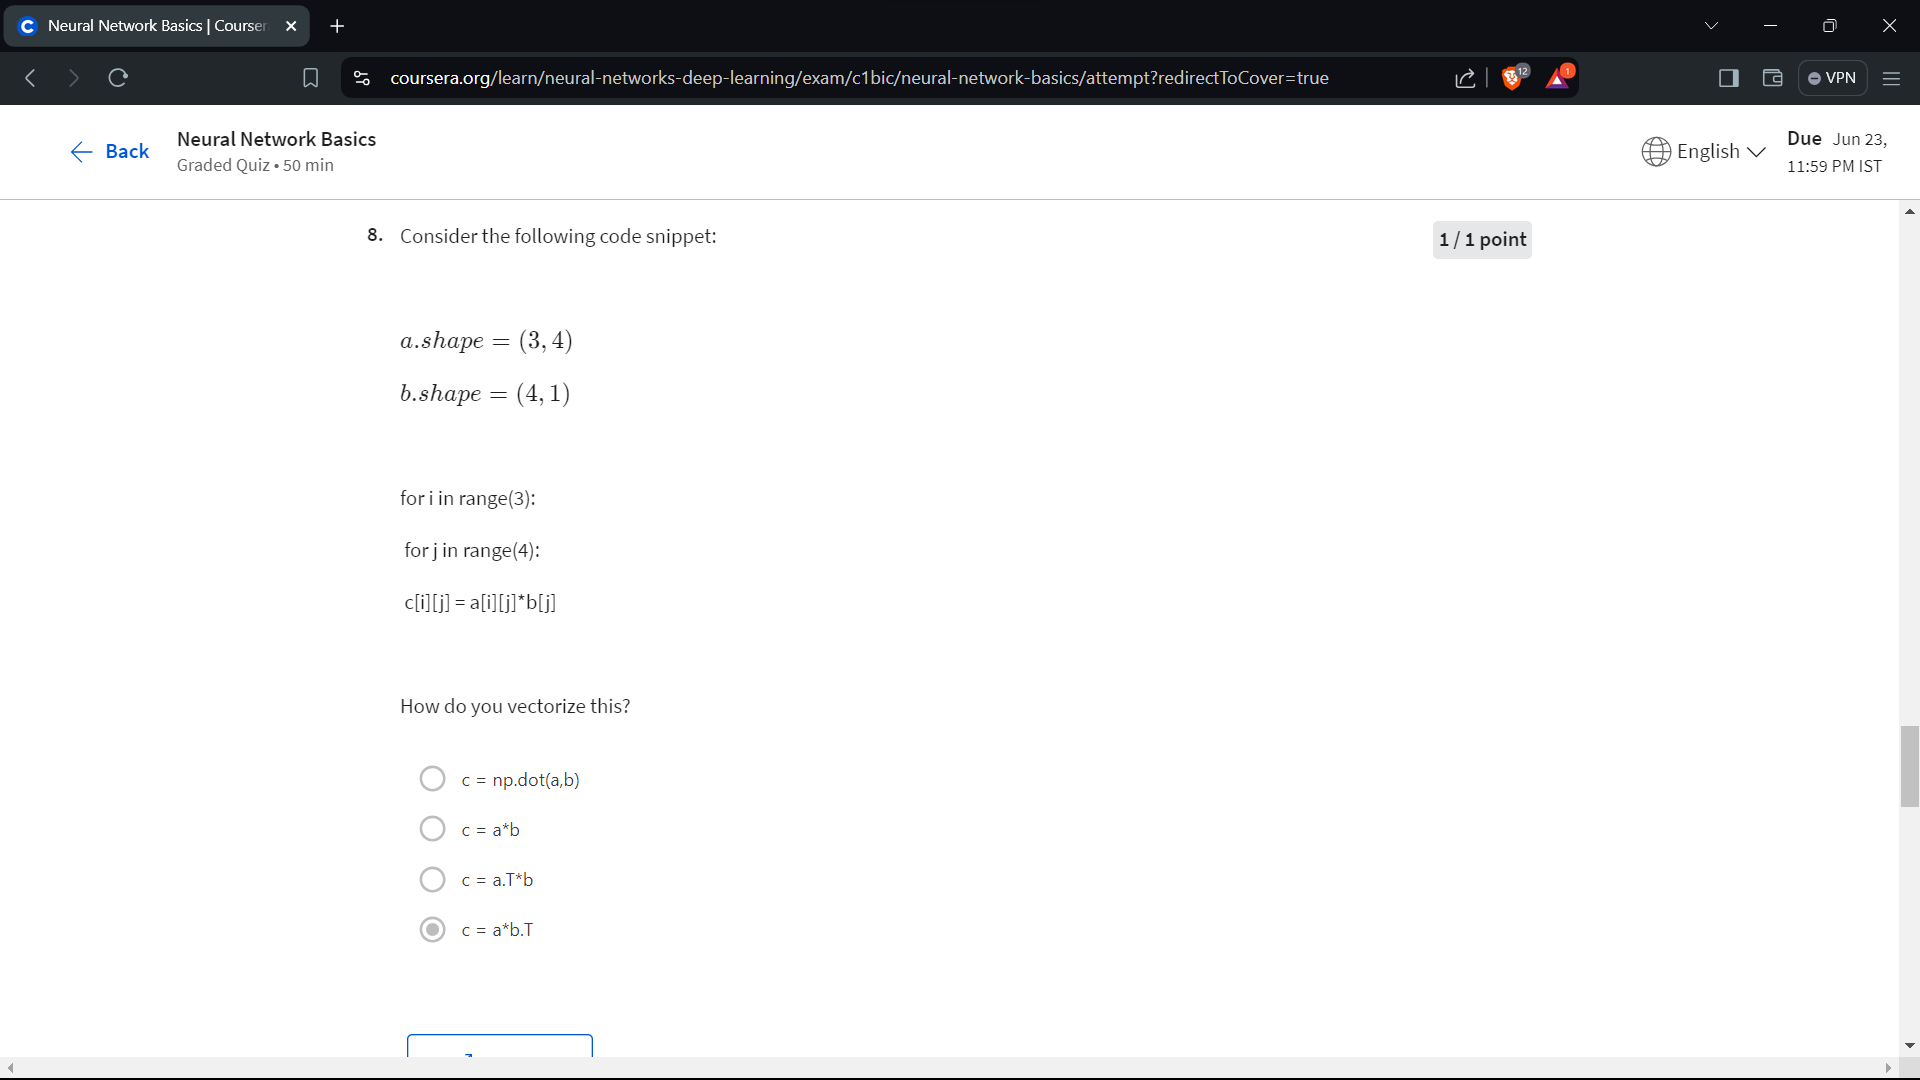 Neural Network Basics | Courser
coursera.org/learn/neural-networks-deep-learning/exam/c1bic/neural-network-basics/attempt?redirectToCover=true
12
1
VPN
Back
Neural Network Basics
Graded Quiz • 50 min
English
Due Jun 23,
11:59 PM IST
8. Consider the following code snippet:
1 / 1 point
a.shape = (3, 4)
b.shape = (4, 1)
for i in range(3):
for j in range(4):
c[i][j] = a[i][j]*b[j]
How do you vectorize this?
c = np.dot(a,b)
c = a*b
c = a.T*b
c = a*b.T